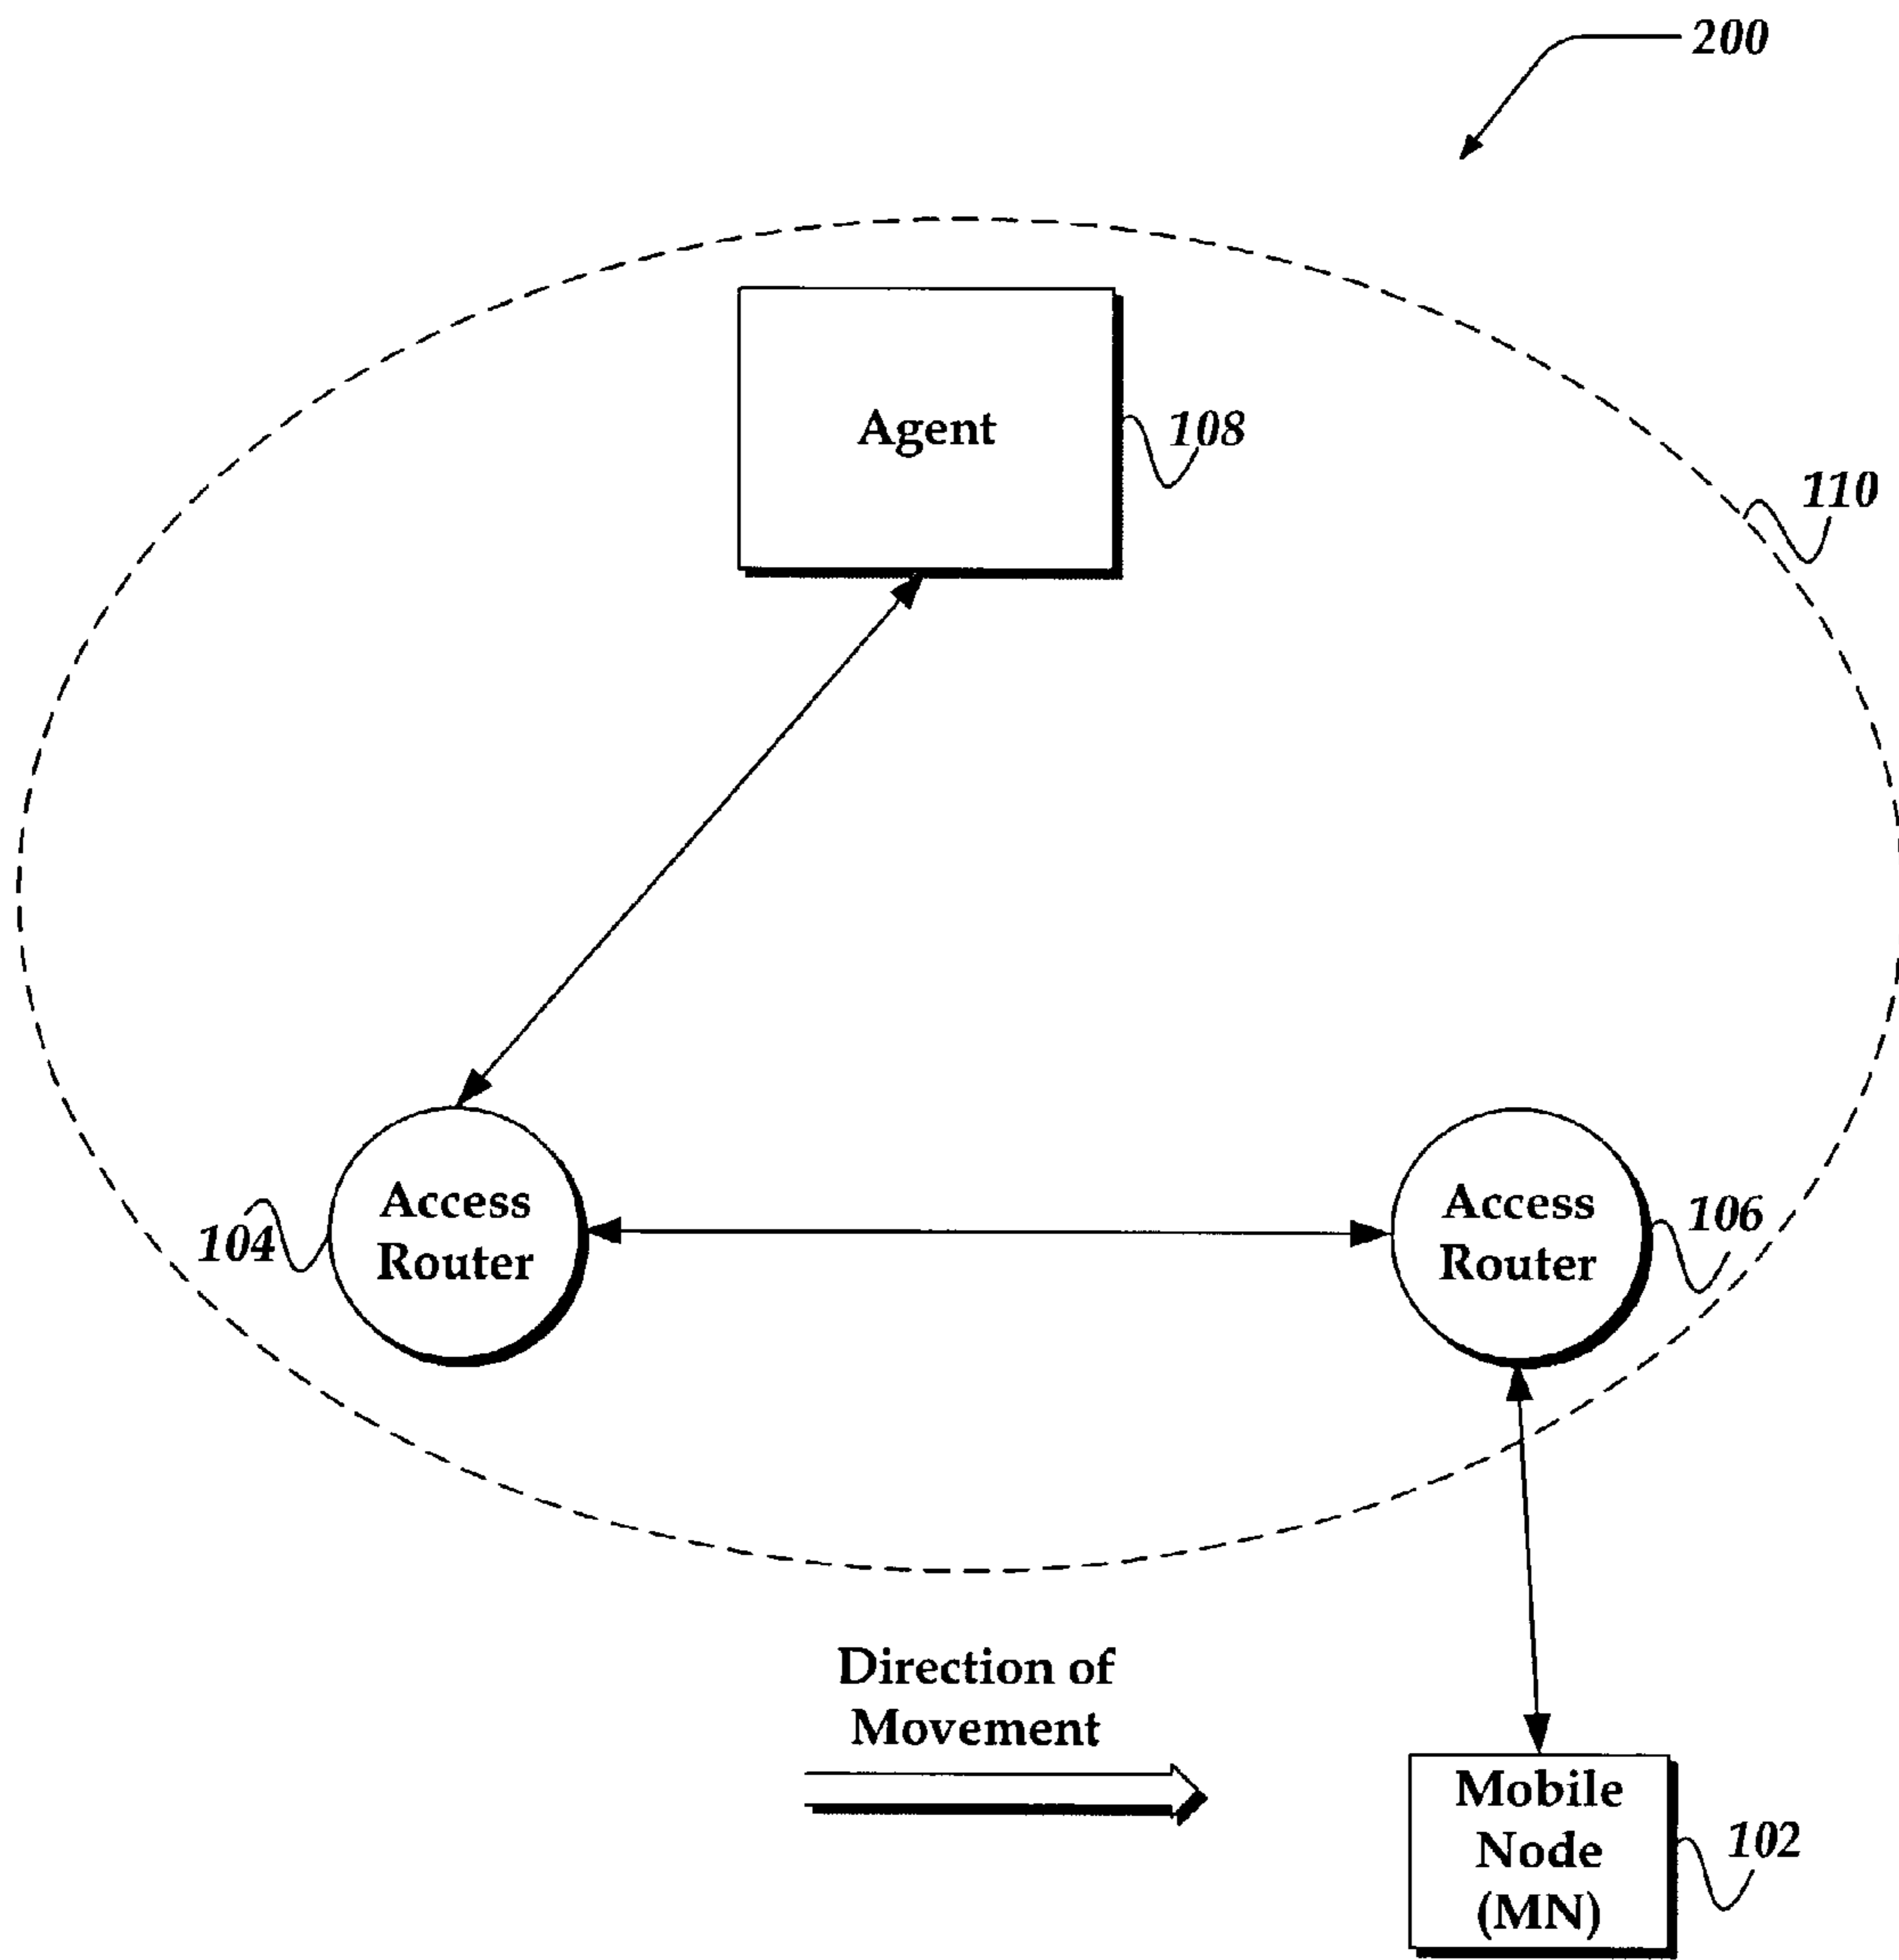 200
Agent
108
110
Access
Router
104
Access
Router
106
Direction of
Movement
Mobile
Node
(MN)
102